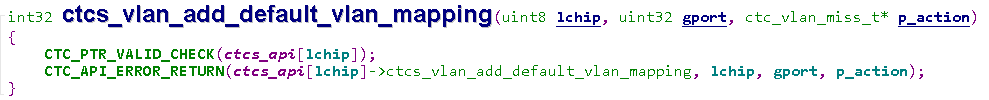 int32 ctcs_vlan_add_default_vlan_mapping(uint8 lchip, uint32 gport, ctc_vlan_miss_t* p_action)
{
    CTC_PTR_VALID_CHECK(ctcs_api[lchip]);
    CTC_API_ERROR_RETURN(ctcs_api[lchip]->ctcs_vlan_add_default_vlan_mapping, lchip, gport, p_action);
}